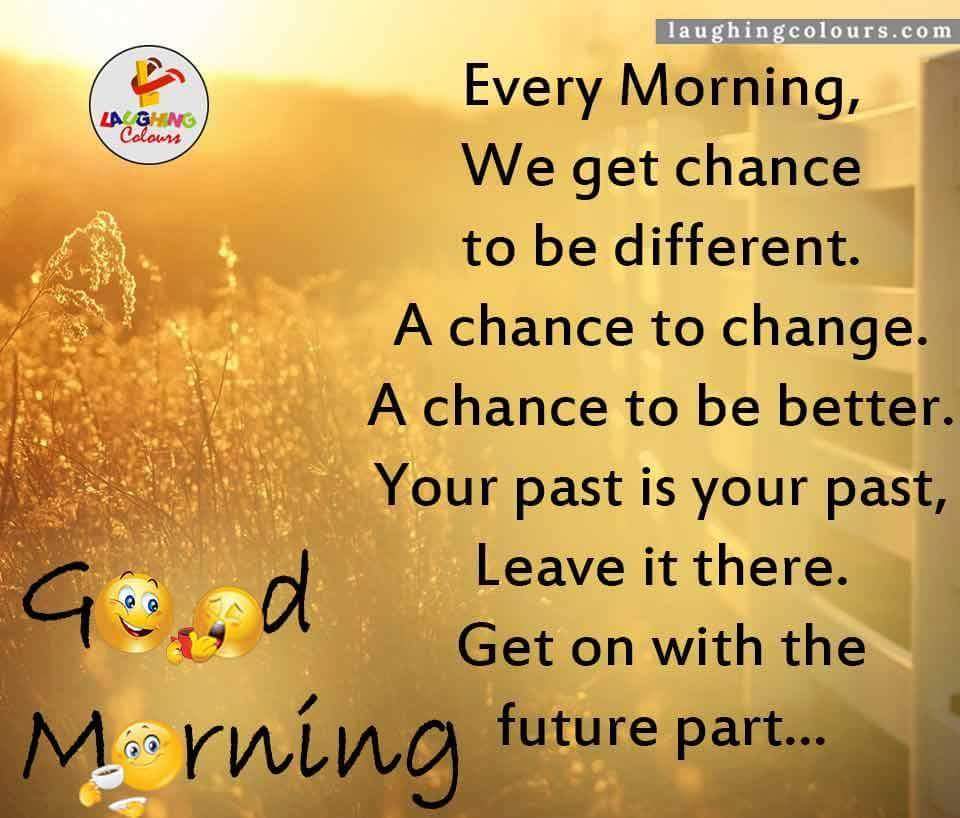 laughingcolours.com
LAUGHING
Colours
Every Morning,
We get chance
to be different.
A chance to change.
A chance to be better.
Your past is your past,
Leave it there.
Get on with the
future part...
Good
Morning